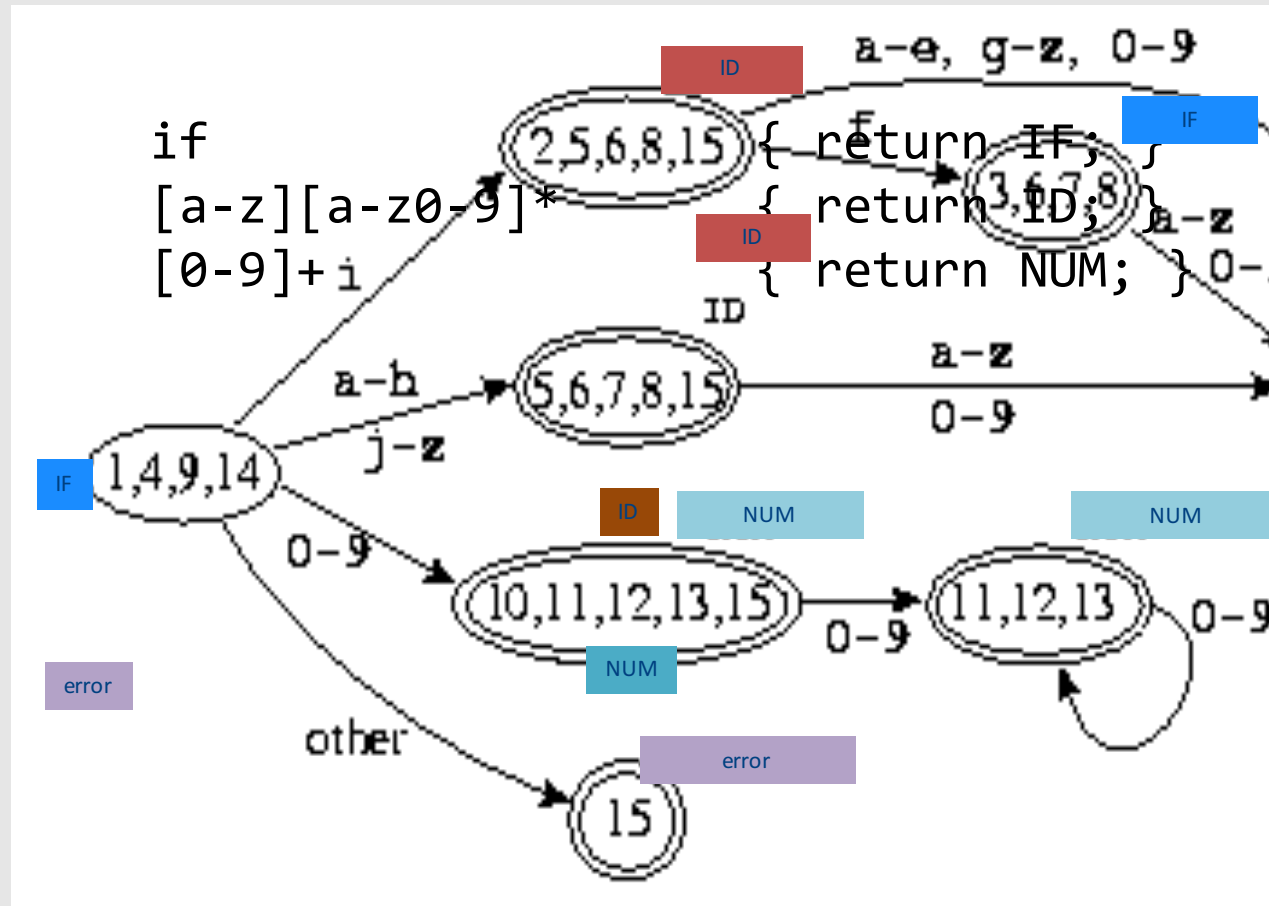 a-e, g-z, 0-9
ID
IF
f
if { return IF; }
2,5,6,8,15
3,6,7,8
[a-z][a-z0-9]* { return ID; }
a-z
ID
[0-9]+ { return NUM; }
i
0-
ID
a-z
a-h
5,6,7,8,15
0-9
j-z
IF
1,4,9,14
ID
NUM
NUM
0-9
10,11,12,13,15
11,12,13
0-9
0-9
NUM
error
other
error
15